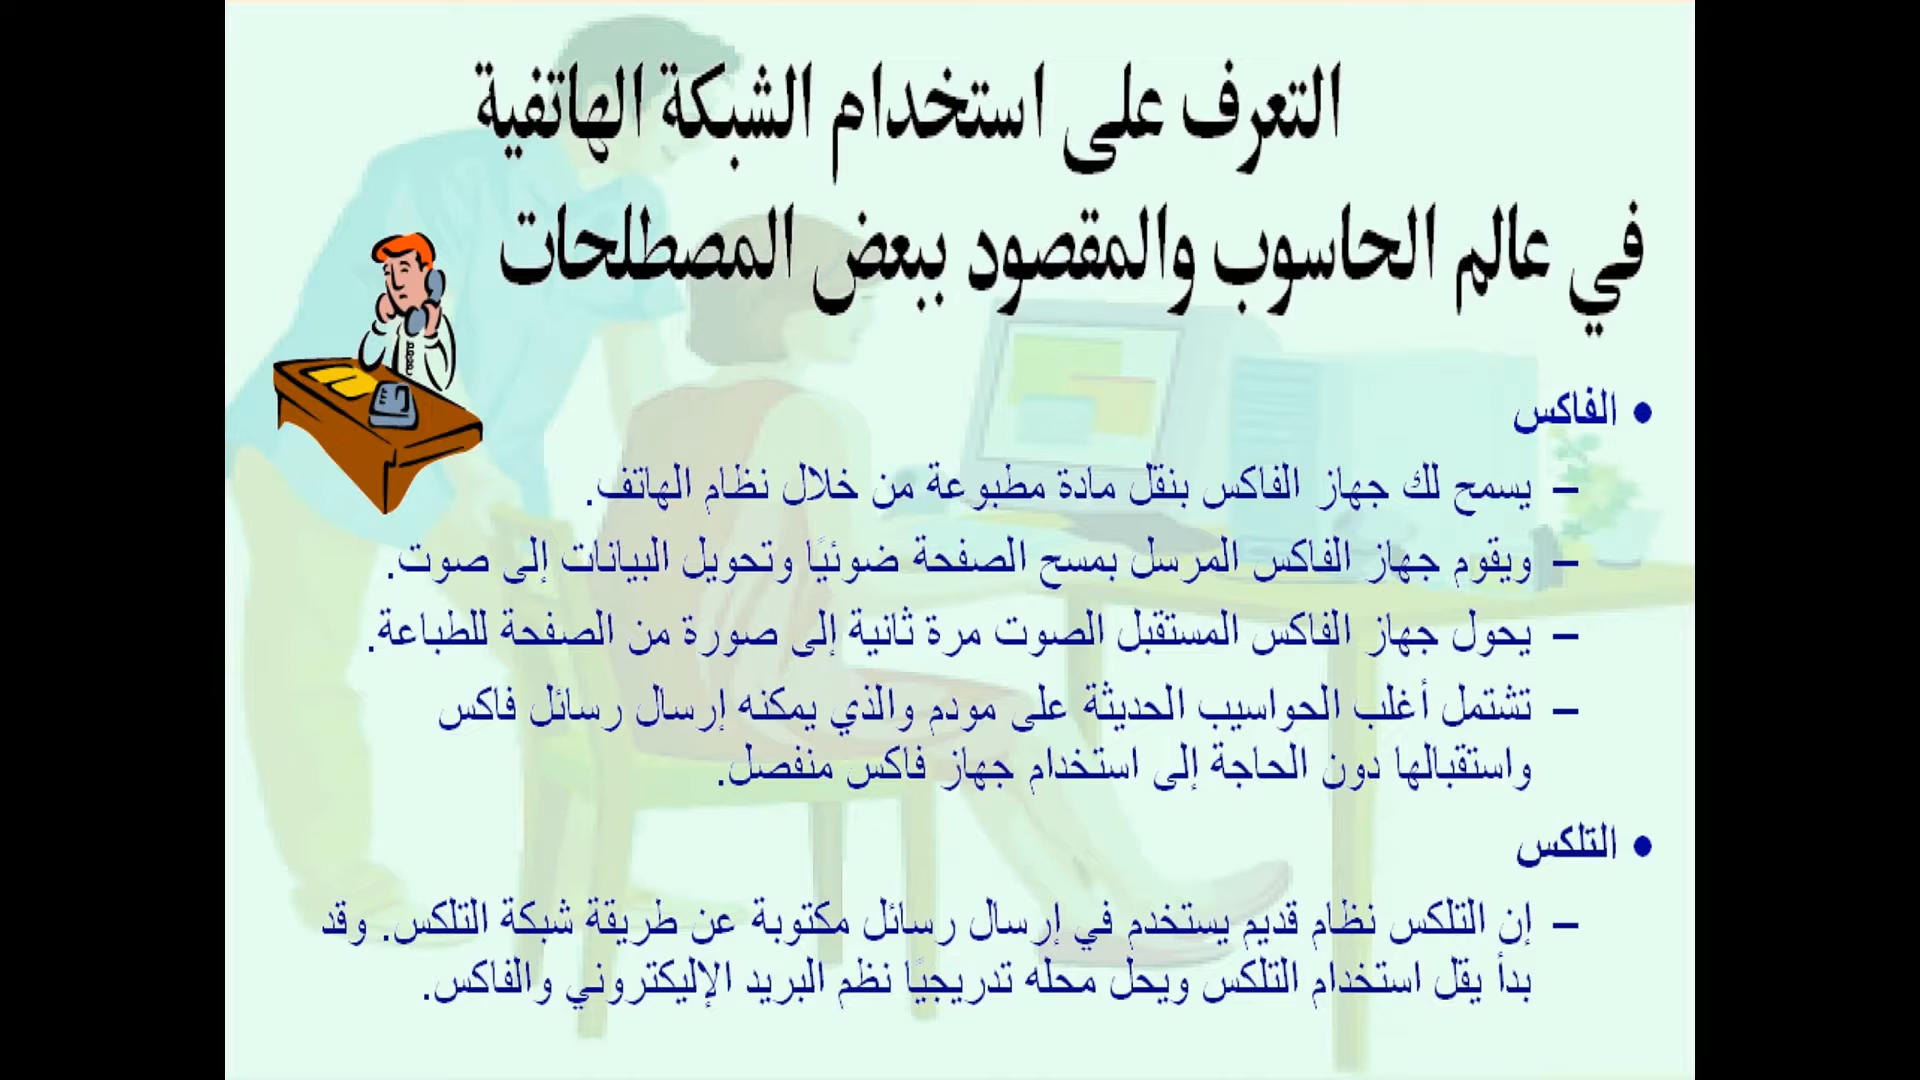 التعرف على استخدام الشبكة الهاتفية
في عالم الحاسوب والمقصود ببعض المصطلحات
• الفاكس
– يسمح لك جهاز الفاكس بنقل مادة مطبوعة من خلال نظام الهاتف.
– ويقوم جهاز الفاكس المرسل بمسح الصفحة ضوئيًا وتحويل البيانات إلى صوت.
– يحول جهاز الفاكس المستقبل الصوت مرة ثانية إلى صورة من الصفحة للطباعة.
– تشتمل أغلب الحواسيب الحديثة على مودم والذي يمكنه إرسال رسائل فاكس
واستقبالها دون الحاجة إلى استخدام جهاز فاكس منفصل.
• التلكس
– إن التلكس نظام قديم يستخدم في إرسال رسائل مكتوبة عن طريقة شبكة التلكس. وقد
بدأ يقل استخدام التلكس ويحل محله تدريجيًا نظم البريد الإليكتروني والفاكس.